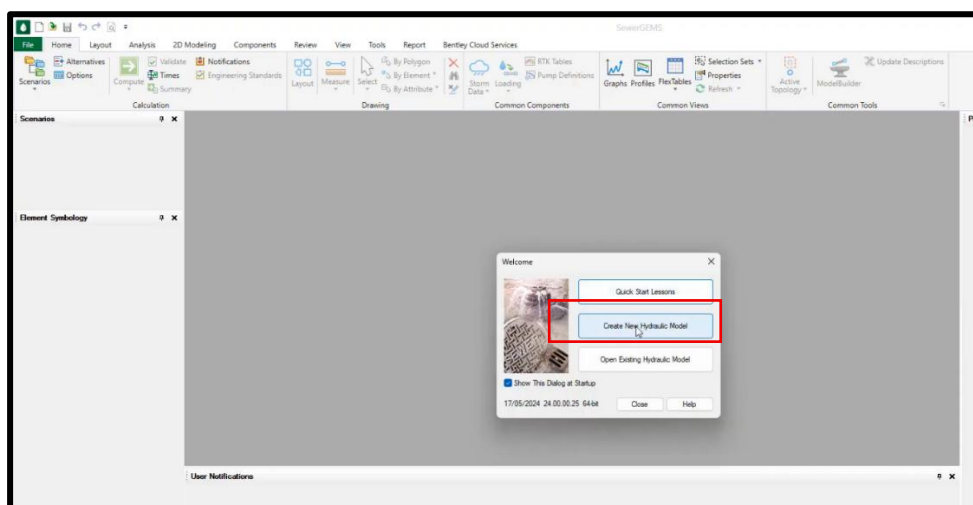 SewerGEMS
File Home Layout Analysis 2D Modeling Components Review View Tools Report Bentley Cloud Services
Scenarios
Alternatives
Options
Compute
Validate
Times
Summary
Notifications
Engineering Standards
Calculation
Layout
Measure
Select
By Polygon
By Element
By Attribute
Drawing
Storm Data
Loading
RTK Tables
Pump Definitions
Common Components
Graphs
Profiles
FlexTables
Selection Sets
Properties
Refresh
Common Views
Active Topology
ModelBuilder
Update Descriptions
Common Tools
Scenarios
P
Element Symbology
Welcome
Quick Start Lessons
Create New Hydraulic Model
Open Existing Hydraulic Model
Show This Dialog at Startup
17/05/2024 24.00.00.25 64-bit
Close
Help
User Notifications